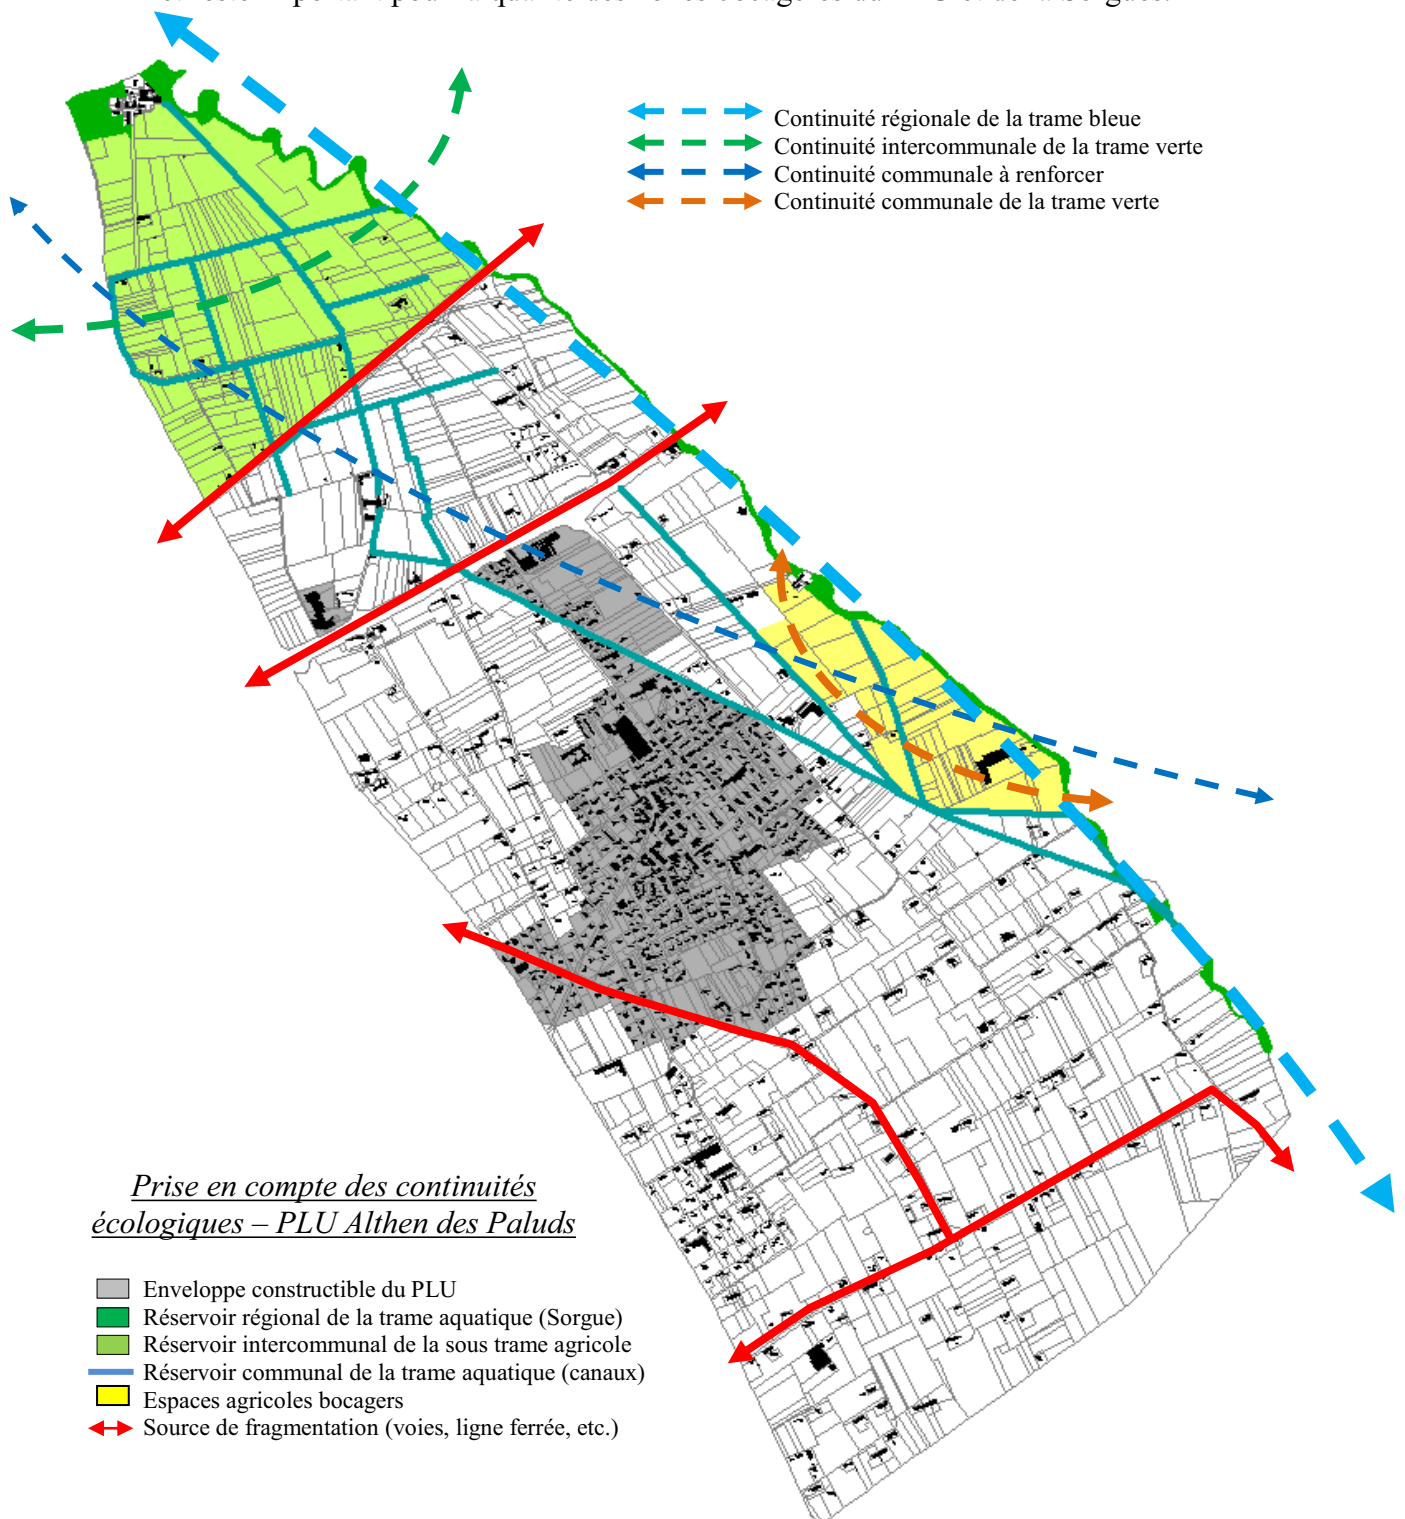 Continuité régionale de la trame bleue
Continuité intercommunale de la trame verte
Continuité communale à renforcer
Continuité communale de la trame verte
Prise en compte des continuités
écologiques – PLU Althen des Paluds
Enveloppe constructible du PLU
Réservoir régional de la trame aquatique (Sorgue)
Réservoir intercommunal de la sous trame agricole
Réservoir communal de la trame aquatique (canaux)
Espaces agricoles bocagers
Source de fragmentation (voies, ligne ferrée, etc.)